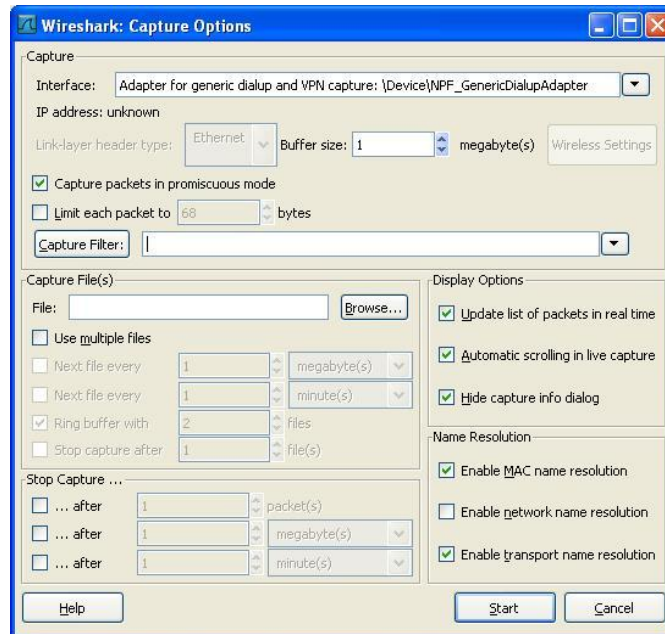 Wireshark: Capture Options
Capture
Interface: Adapter for generic dialup and VPN capture: \Device\NPF_GenericDialupAdapter
IP address: unknown
Link-layer header type: Ethernet Buffer size: 1 megabyte(s) Wireless Settings
Capture packets in promiscuous mode
Limit each packet to 68 bytes
Capture Filter:
Capture File(s)
File: Browse...
Use multiple files
Next file every 1 megabyte(s)
Next file every 1 minute(s)
Ring buffer with 2 files
Stop capture after 1 file(s)
Display Options
Update list of packets in real time
Automatic scrolling in live capture
Hide capture info dialog
Name Resolution
Enable MAC name resolution
Enable network name resolution
Enable transport name resolution
Stop Capture ...
... after 1 packet(s)
... after 1 megabyte(s)
... after 1 minute(s)
Help Start Cancel